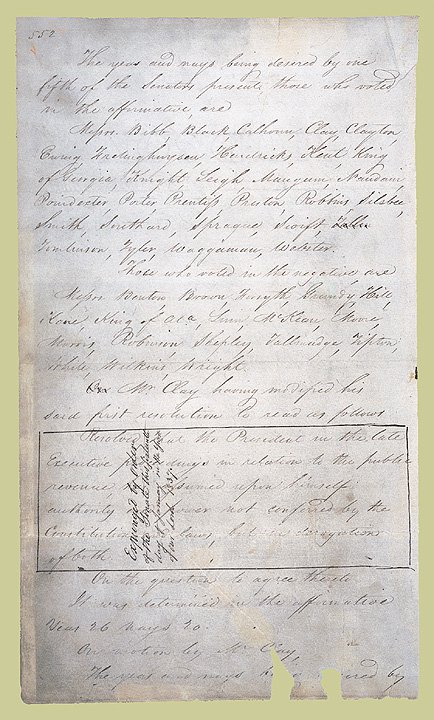 552
The yeas and nays being desired by one
fifth of the Senators present, those who voted
in the affirmative, are
Messrs. Bibb, Black, Calhoun, Clay, Clayton,
Ewing, Frelinghuysen, Hendricks, Kent, King
of Georgia, Knight, Leigh, Mangum, Naudain,
Poindexter, Porter, Prentiss, Preston, Robbins, Silsbee,
Smith, Southard, Sprague, Swift,
Tomlinson, Tyler, Waggaman, Webster.
Those who voted in the negative are
Messrs. Benton, Brown, Forsyth, Grundy, Hill,
Kane, King of Ala, Linn, McKean, Moore,
Morris, Robinson, Shepley, Tallmadge, Tipton,
White, Wilkins, Wright.
Mr. Clay, having modified his
said first resolution to read as follows
Resolved, that the President in the late
Executive proceedings in relation to the public
revenue, has assumed upon himself
authority and power not conferred by the
Constitution and laws, but in derogation
of both.
Expunged by order
of the Senate, this
day of January in the year
of our Lord 1837.
On the question to agree thereto
It was determined in the affirmative
Yeas 26 nays 20.
On motion by Mr. Clay,
The yeas and nays being desired by